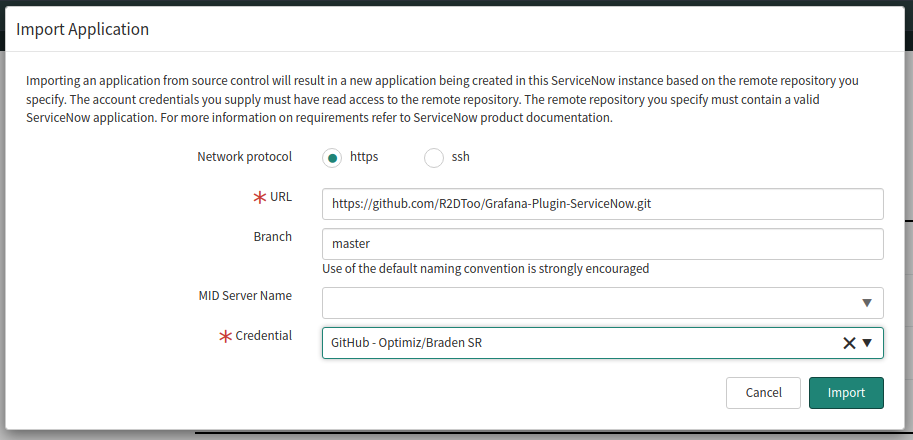 Import Application
Importing an application from source control will result in a new application being created in this ServiceNow instance based on the remote repository you
specify. The account credentials you supply must have read access to the remote repository. The remote repository you specify must contain a valid
ServiceNow application. For more information on requirements refer to ServiceNow product documentation.
Network protocol https ssh
* URL https://github.com/R2DToo/Grafana-Plugin-ServiceNow.git
Branch master
Use of the default naming convention is strongly encouraged
MID Server Name
* Credential GitHub - Optimiz/Braden SR
Cancel Import